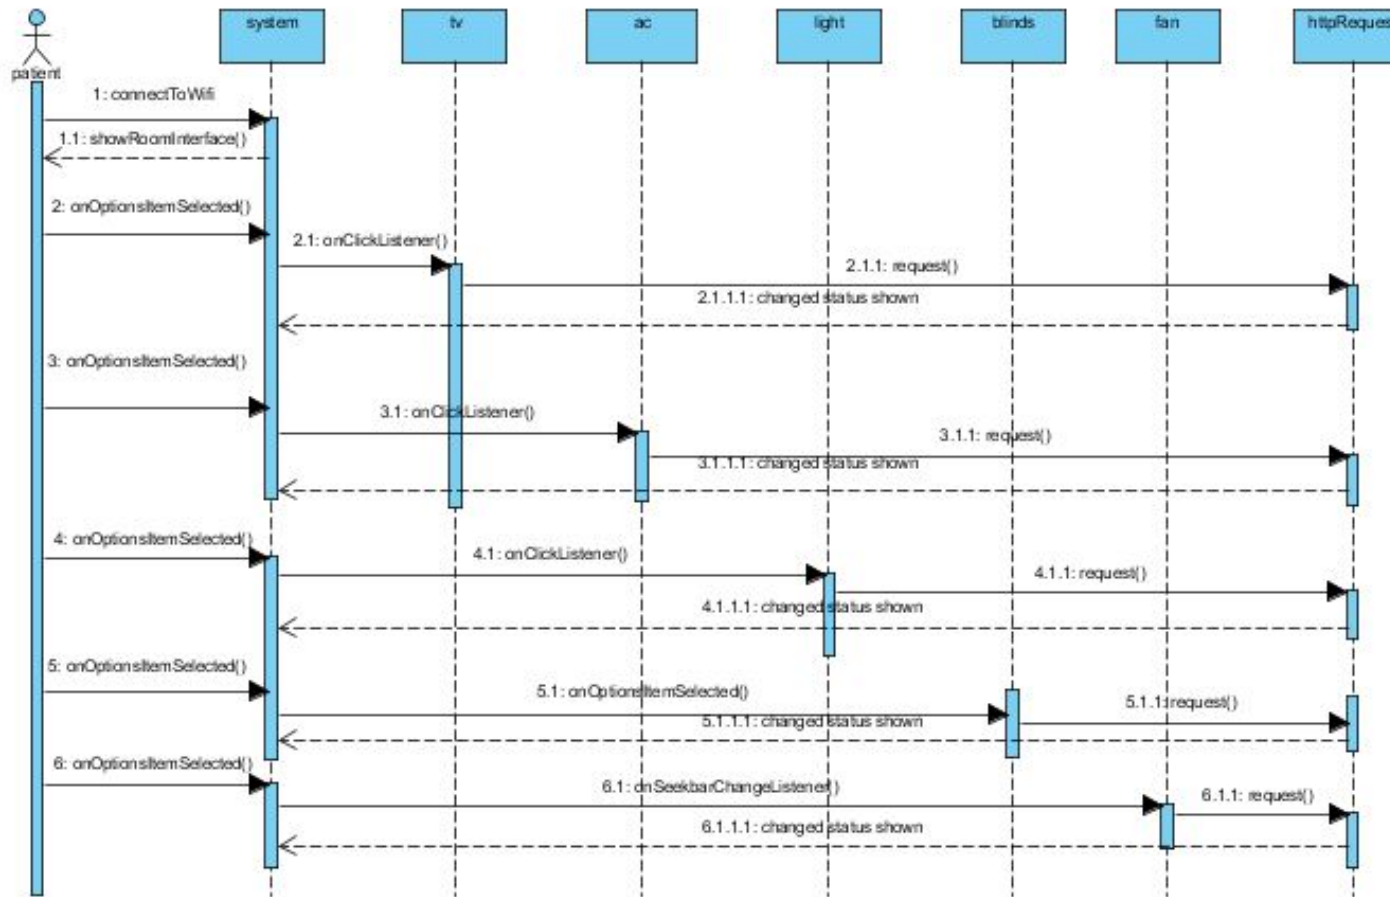 system
tv
ac
light
blinds
fan
httpReques
patient
1: connectToWifi
1.1: showRoomInterface()
2: onOptionsItemSelected()
2.1: onClickListener()
2.1.1: request()
2.1.1.1: changed status shown
3: onOptionsItemSelected()
3.1: onClickListener()
3.1.1: request()
3.1.1.1: changed status shown
4: onOptionsItemSelected()
4.1: onClickListener()
4.1.1: request()
4.1.1.1: changed status shown
5: onOptionsItemSelected()
5.1: onOptionsItemSelected()
5.1.1: request()
5.1.1.1: changed status shown
6: onOptionsItemSelected()
6.1: onSeekbarChangeListener()
6.1.1: request()
6.1.1.1: changed status shown